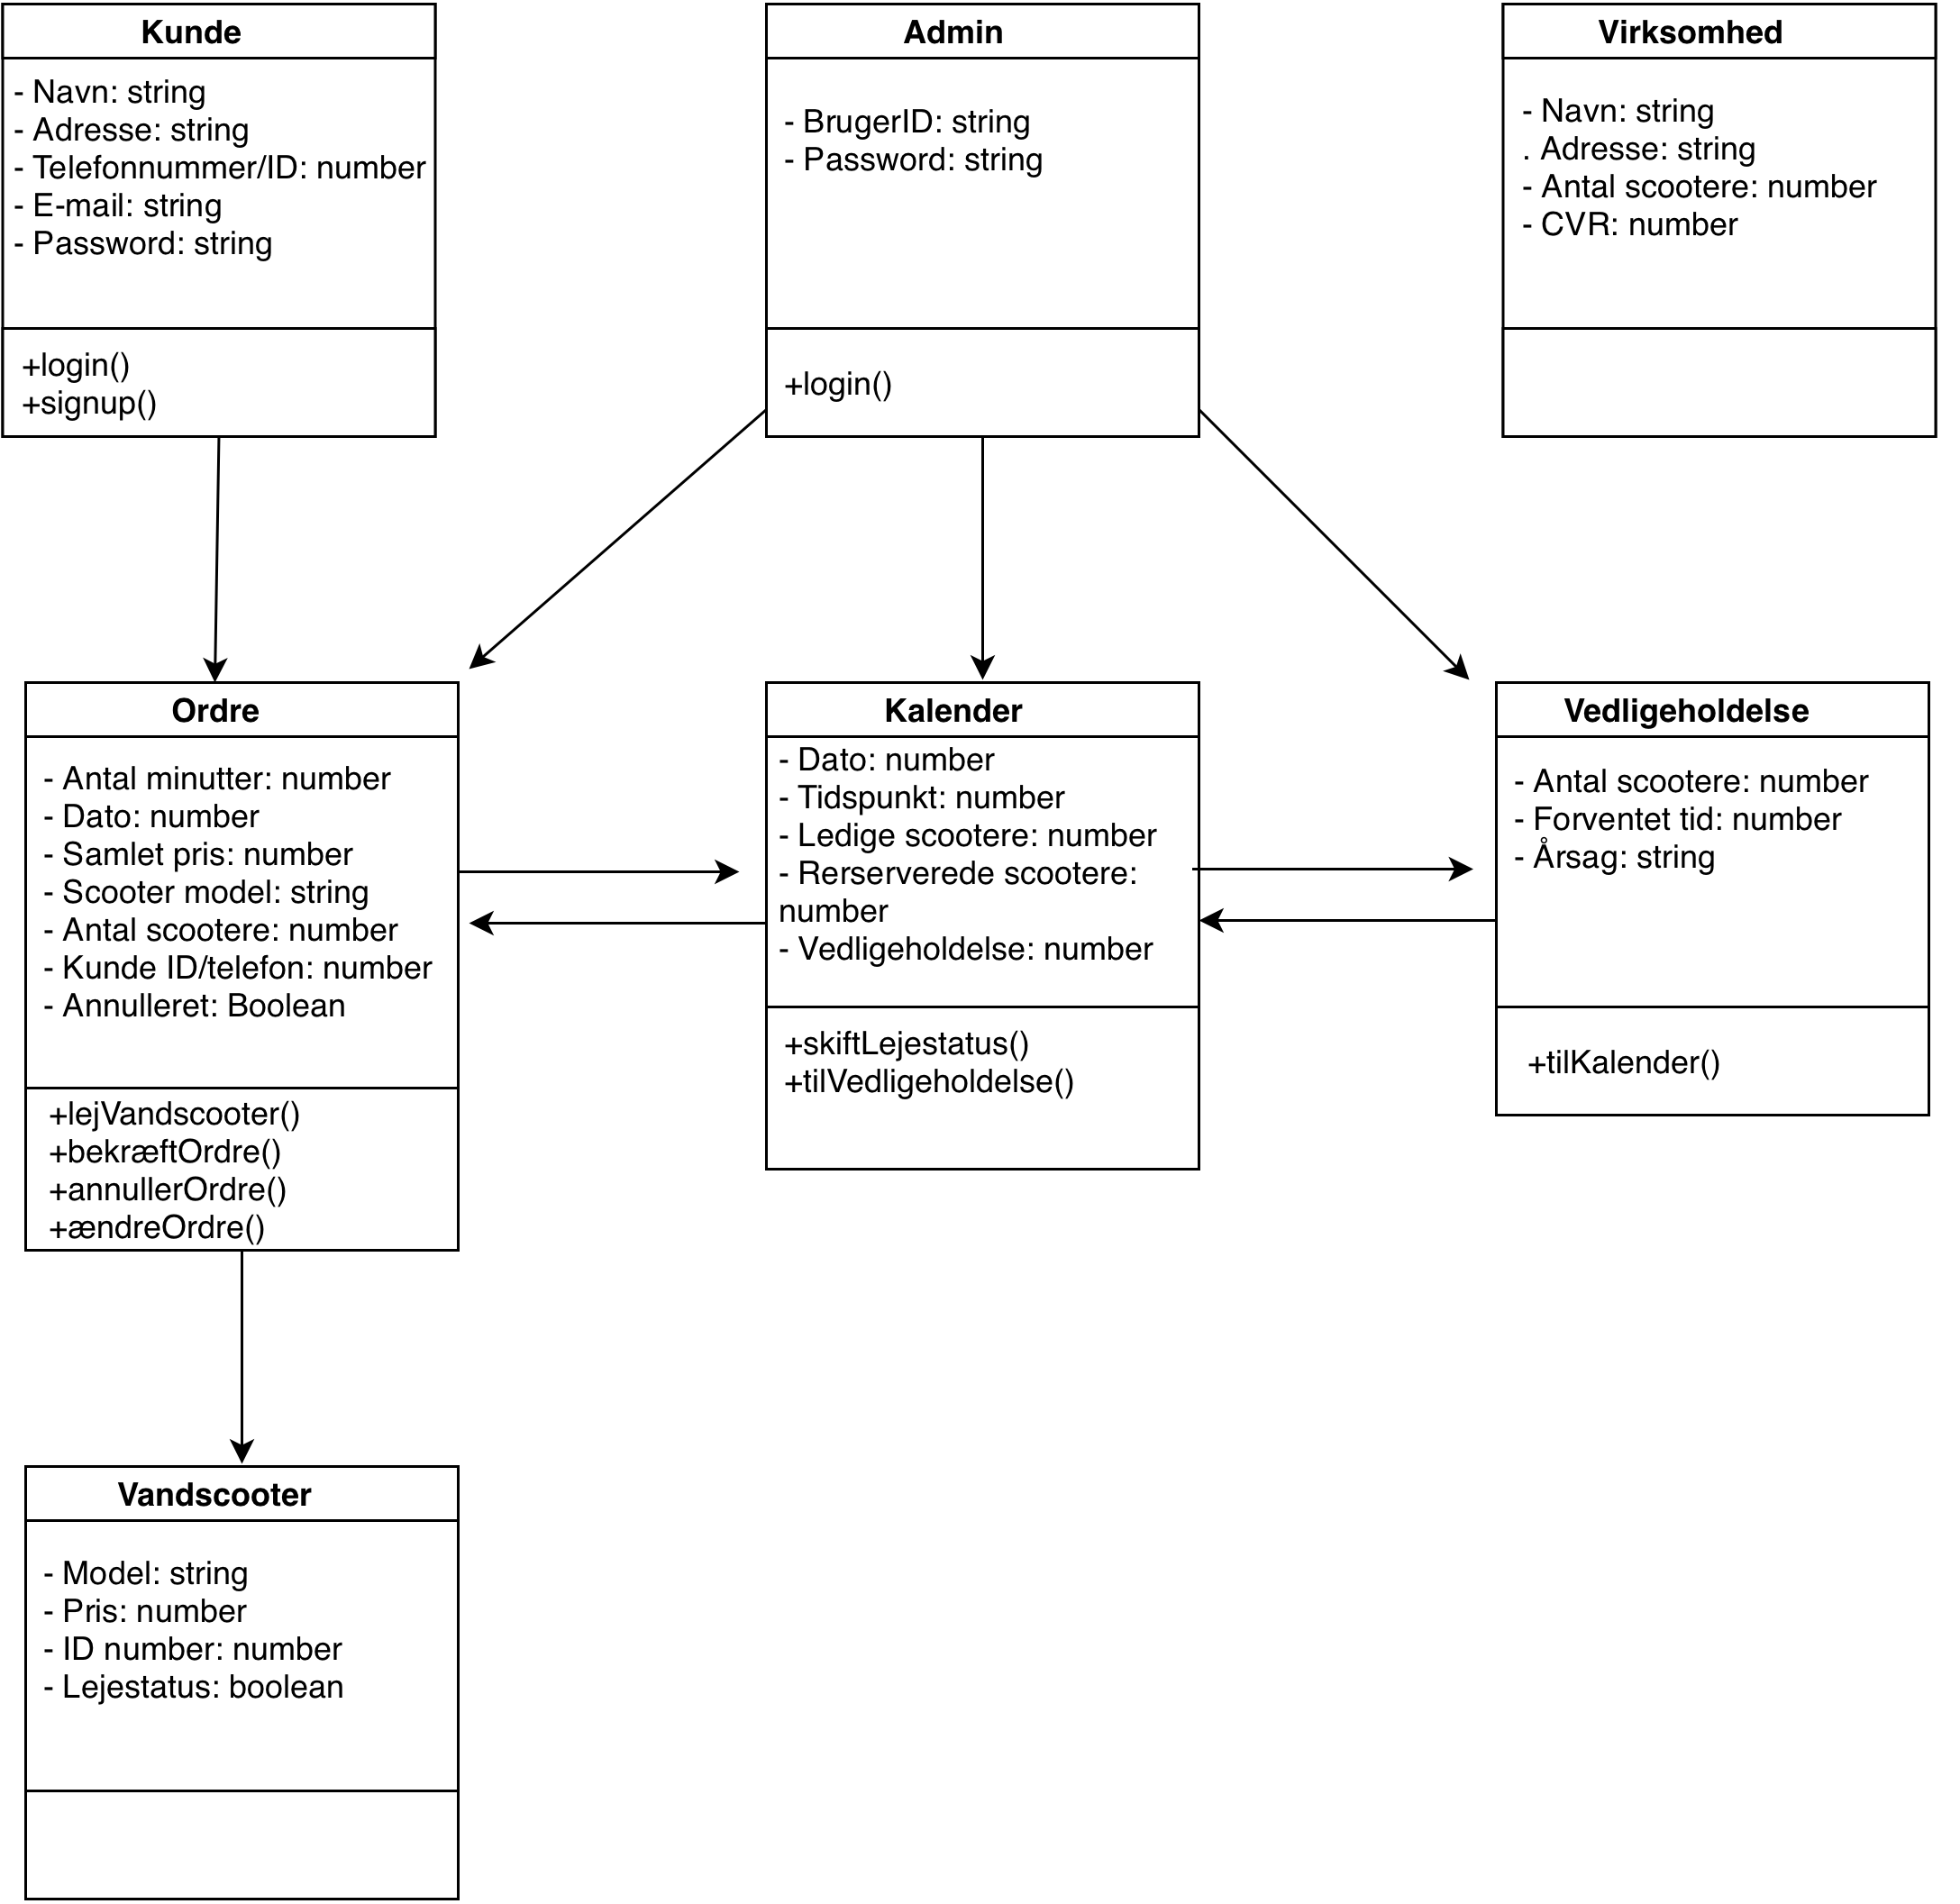 Kunde
- Navn: string
- Adresse: string
- Telefonnummer/ID: number
- E-mail: string
- Password: string
+login()
+signup()
Admin
- BrugerID: string
- Password: string
+login()
Virksomhed
- Navn: string
. Adresse: string
- Antal scootere: number
- CVR: number
Ordre
- Antal minutter: number
- Dato: number
- Samlet pris: number
- Scooter model: string
- Antal scootere: number
- Kunde ID/telefon: number
- Annulleret: Boolean
+lejVandscooter()
+bekræftOrdre()
+annullerOrdre()
+ændreOrdre()
Kalender
- Dato: number
- Tidspunkt: number
- Ledige scootere: number
- Rerserverede scootere:
number
- Vedligeholdelse: number
+skiftLejestatus()
+tilVedligeholdelse()
Vedligeholdelse
- Antal scootere: number
- Forventet tid: number
- Årsag: string
+tilKalender()
Vandscooter
- Model: string
- Pris: number
- ID number: number
- Lejestatus: boolean